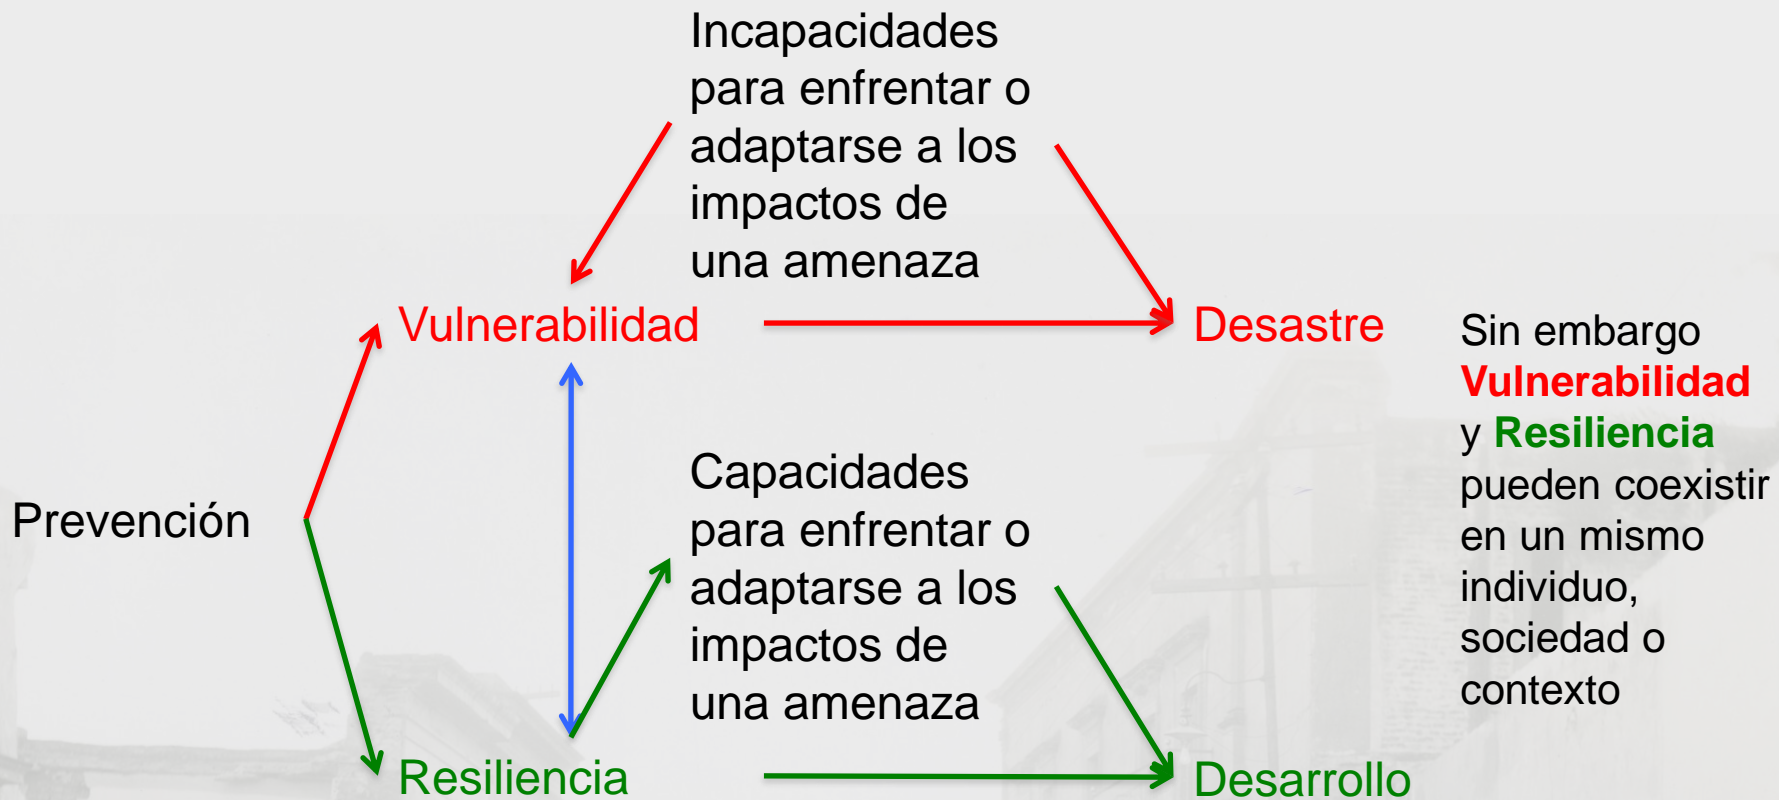 Incapacidades
para enfrentar o
adaptarse a los
impactos de
una amenaza
Vulnerabilidad
Desastre
Prevención
Capacidades
para enfrentar o
adaptarse a los
impactos de
una amenaza
Resiliencia
Desarrollo
Sin embargo
Vulnerabilidad
y Resiliencia
pueden coexistir
en un mismo
individuo,
sociedad o
contexto